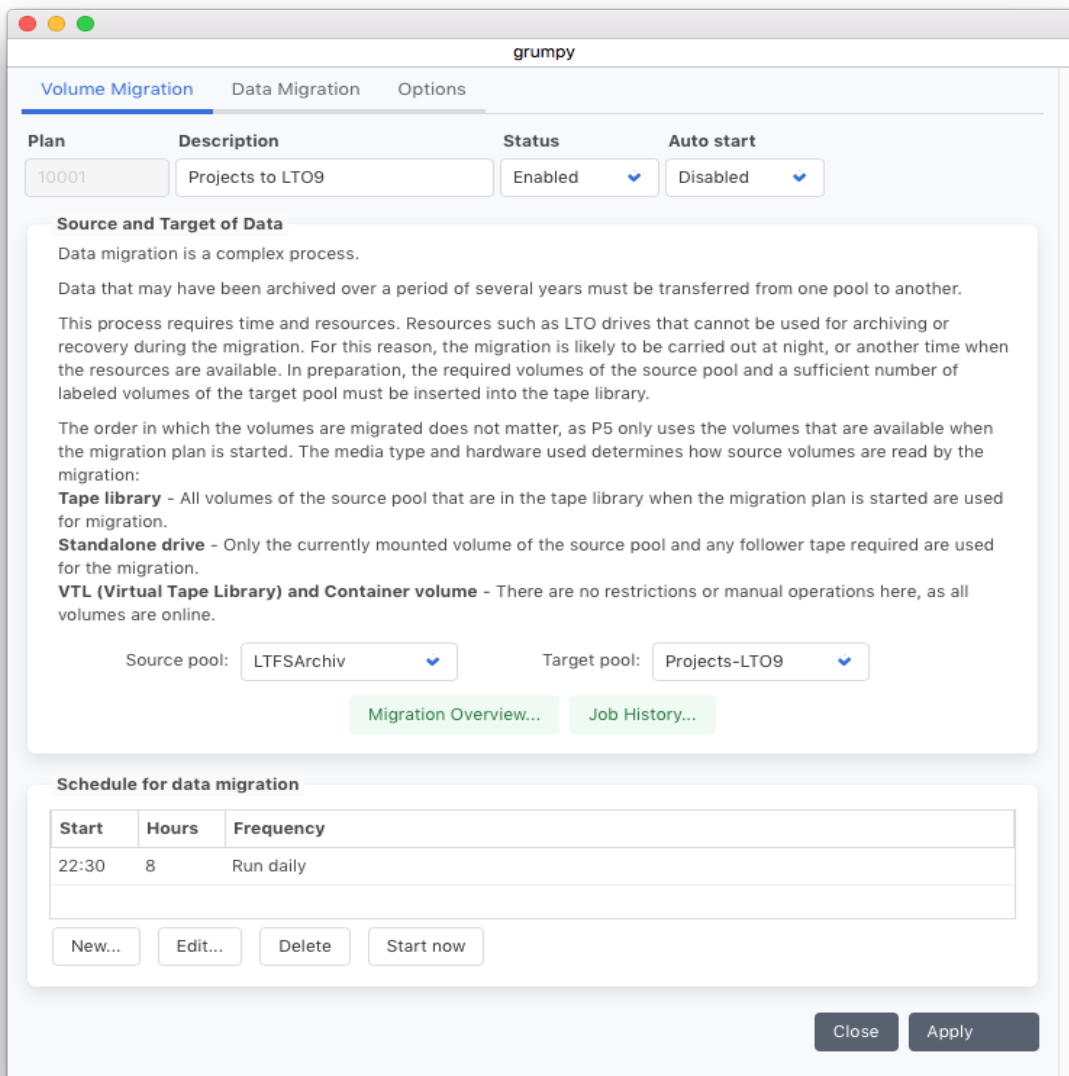 grumpy
Volume Migration Data Migration Options
Plan Description Status Auto start
10001 Projects to LTO9 Enabled Disabled
Source and Target of Data
Data migration is a complex process.
Data that may have been archived over a period of several years must be transferred from one pool to another.
This process requires time and resources. Resources such as LTO drives that cannot be used for archiving or
recovery during the migration. For this reason, the migration is likely to be carried out at night, or another time when
the resources are available. In preparation, the required volumes of the source pool and a sufficient number of
labeled volumes of the target pool must be inserted into the tape library.
The order in which the volumes are migrated does not matter, as P5 only uses the volumes that are available when
the migration plan is started. The media type and hardware used determines how source volumes are read by the
migration:
Tape library - All volumes of the source pool that are in the tape library when the migration plan is started are used
for migration.
Standalone drive - Only the currently mounted volume of the source pool and any follower tape required are used
for the migration.
VTL (Virtual Tape Library) and Container volume - There are no restrictions or manual operations here, as all
volumes are online.
Source pool: LTFSArchiv Target pool: Projects-LTO9
Migration Overview... Job History...
Schedule for data migration
Start Hours Frequency
22:30 8 Run daily
New... Edit... Delete Start now
Close Apply